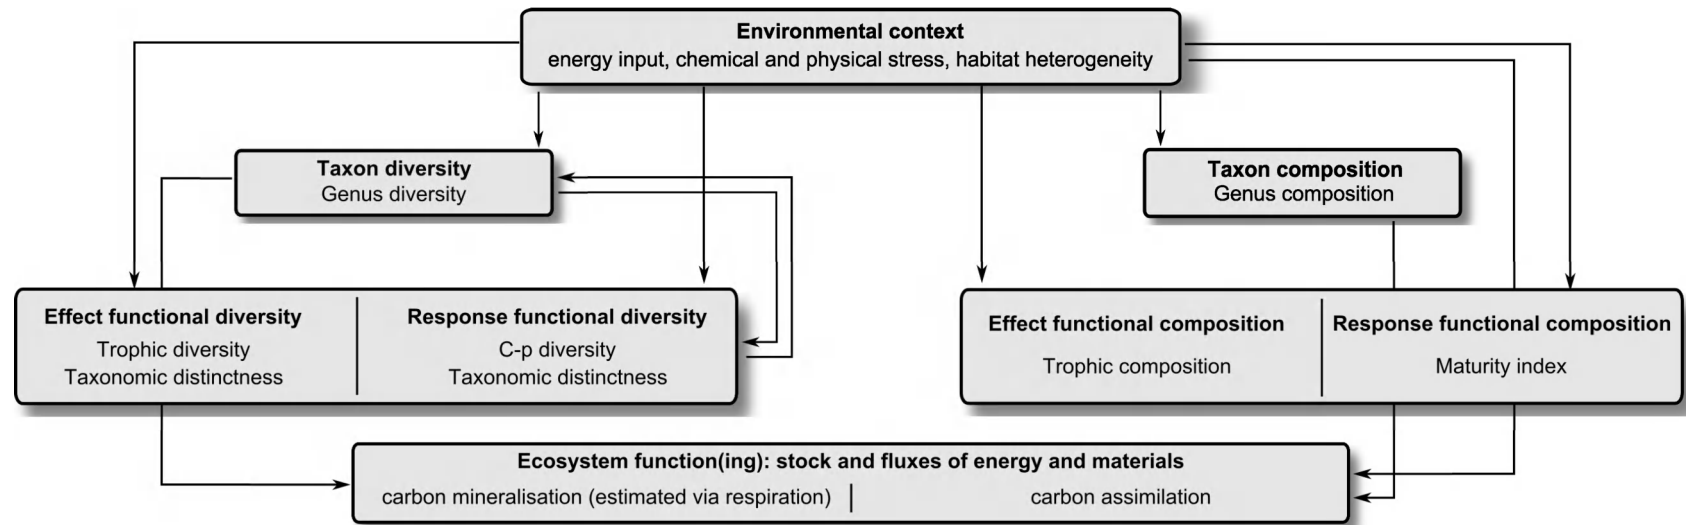 Environmental context
energy input, chemical and physical stress, habitat heterogeneity
Taxon diversity
Genus diversity
Taxon composition
Genus composition
Effect functional diversity
Trophic diversity
Taxonomic distinctness
Response functional diversity
C-p diversity
Taxonomic distinctness
Effect functional composition
Trophic composition
Response functional composition
Maturity index
Ecosystem function(ing): stock and fluxes of energy and materials
carbon mineralisation (estimated via respiration)
carbon assimilation